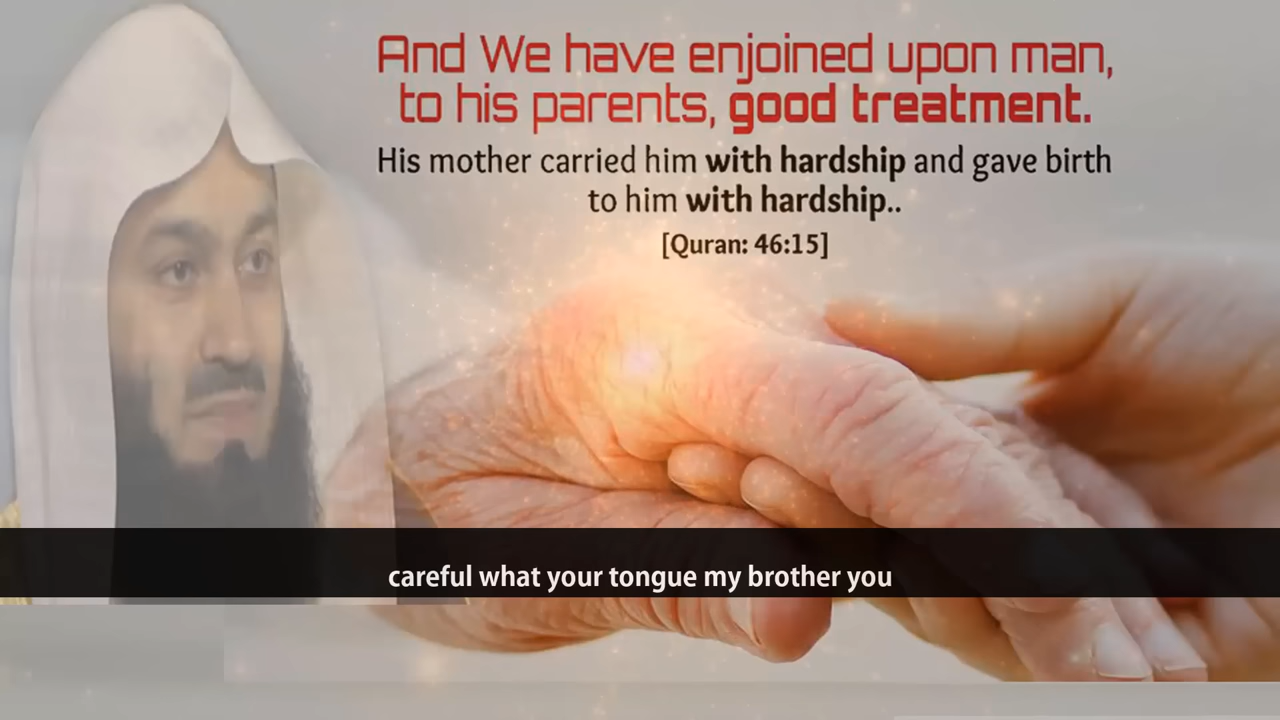 And We have enjoined upon man,
to his parents, good treatment.
His mother carried him with hardship and gave birth
to him with hardship..
[Quran: 46:15]
careful what your tongue my brother you